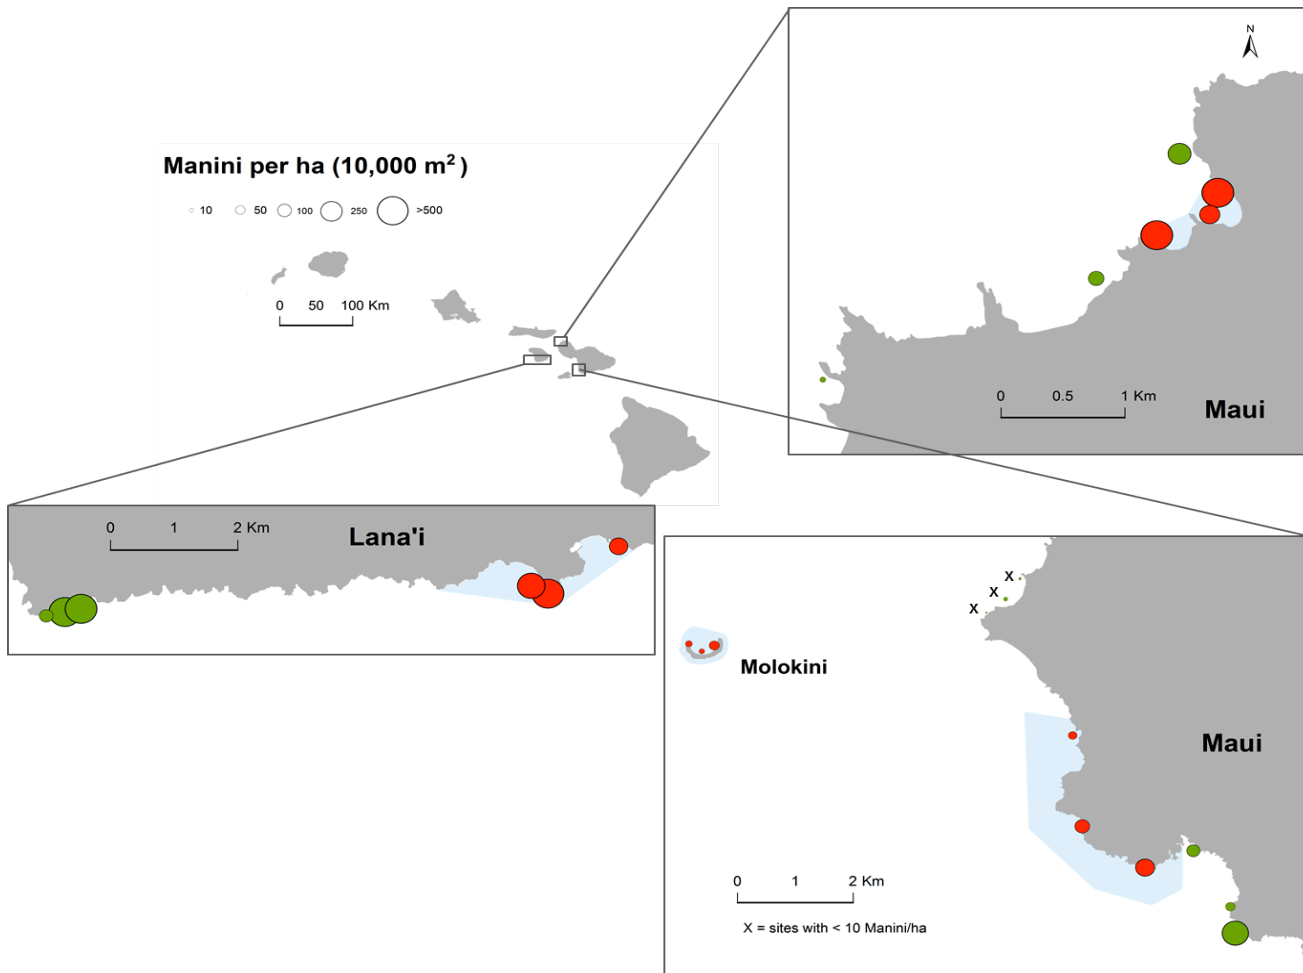 N
Manini per ha (10,000 m²)
10 50 100 250 >500
0 50 100 Km
0 0.5 1 Km
Maui
0 1 2 Km
Lana'i
X
X
X
Molokini
Maui
0 1 2 Km
X = sites with < 10 Manini/ha